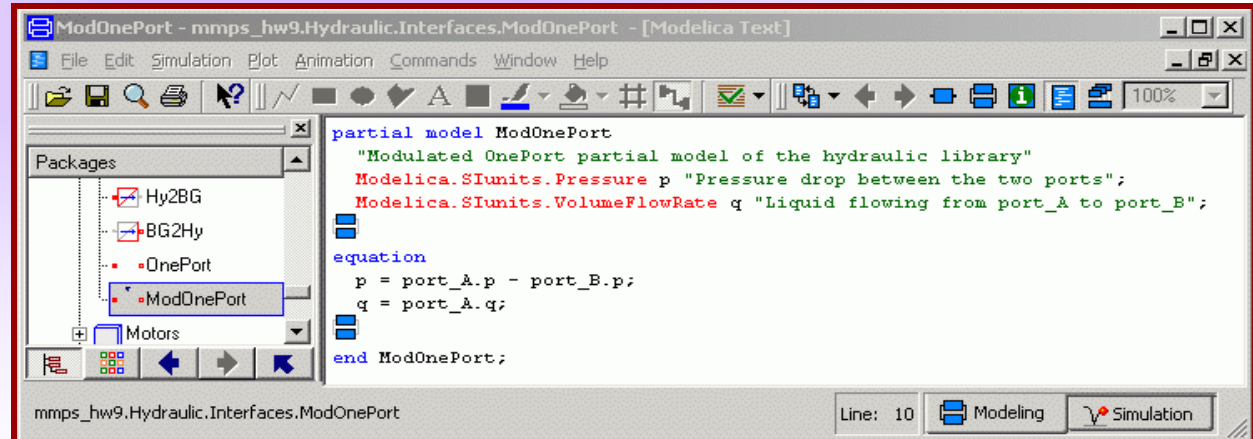 ModOnePort - mmps_hw9.Hydraulic.Interfaces.ModOnePort - [Modelica Text]
File Edit Simulation Plot Animation Commands Window Help
100%
Packages
Hy2BG
BG2Hy
OnePort
ModOnePort
Motors
partial model ModOnePort
"Modulated OnePort partial model of the hydraulic library"
Modelica.SIunits.Pressure p "Pressure drop between the two ports";
Modelica.SIunits.VolumeFlowRate q "Liquid flowing from port_A to port_B";
equation
p = port_A.p - port_B.p;
q = port_A.q;
end ModOnePort;
mmps_hw9.Hydraulic.Interfaces.ModOnePort
Line: 10 Modeling Simulation